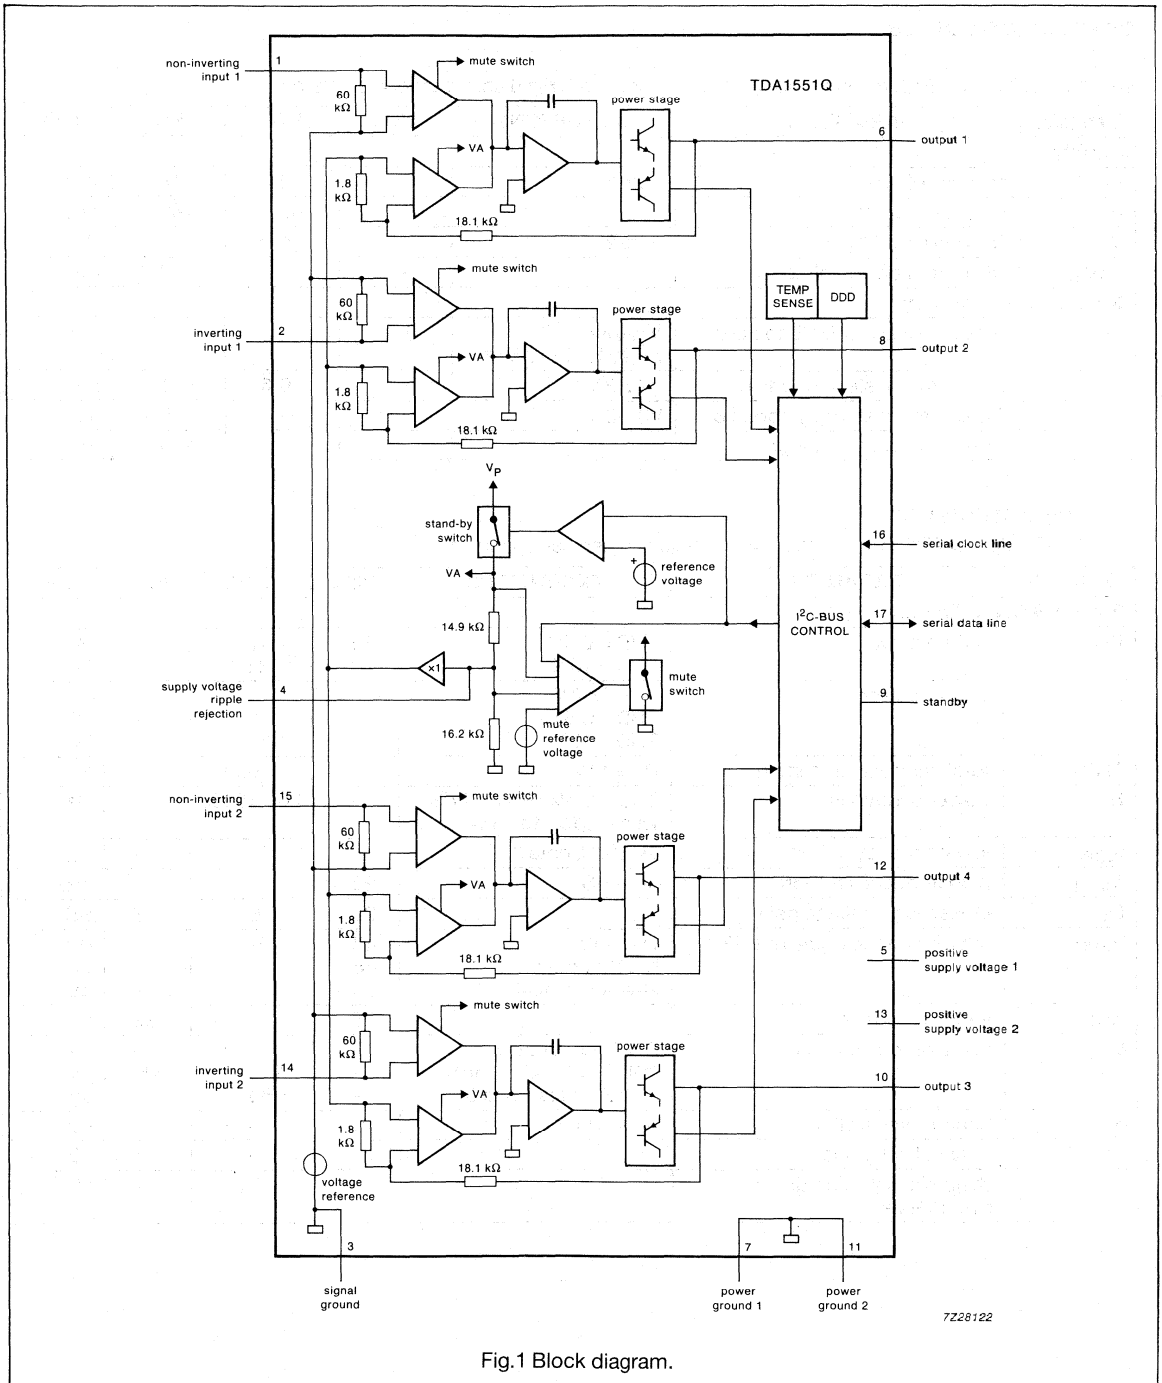 non-inverting
input 1
1
mute switch
TDA1551Q
60
kΩ
power stage
6
output 1
VA
1.8
kΩ
18.1 kΩ
mute switch
60
kΩ
TEMP
SENSE
DDD
power stage
inverting
input 1
2
8
output 2
VA
1.8
kΩ
18.1 kΩ
VP
stand-by
switch
16
serial clock line
+
reference
voltage
VA
14.9 kΩ
I²C-BUS
CONTROL
17
serial data line
x1
mute
switch
supply voltage
ripple
rejection
4
9
standby
16.2 kΩ
mute
reference
voltage
non-inverting
input 2
15
mute switch
60
kΩ
power stage
12
output 4
VA
1.8
kΩ
18.1 kΩ
5
positive
supply voltage 1
mute switch
13
positive
supply voltage 2
60
kΩ
power stage
inverting
input 2
14
10
output 3
VA
1.8
kΩ
18.1 kΩ
voltage
reference
3
7
11
signal
ground
power
ground 1
power
ground 2
7Z28122
Fig.1 Block diagram.